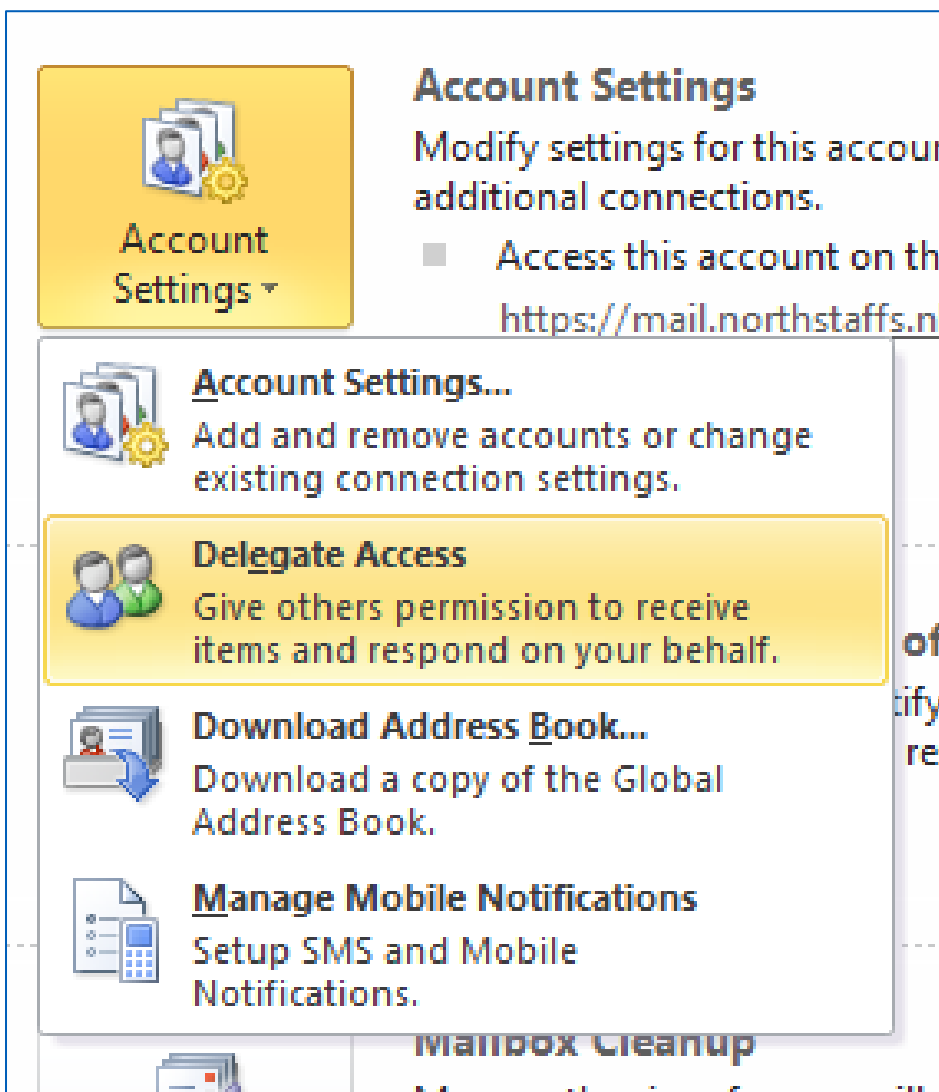 Account Settings
Modify settings for this
additional connections.
Account
Settings
Access this account on
https://mail.northstaffs.n
Account Settings...
Add and remove accounts or change
existing connection settings.
Delegate Access
Give others permission to receive
items and respond on your behalf.
of
Download Address Book...
re
Download a copy of the Global
Address Book.
Manage Mobile Notifications
Setup SMS and Mobile
Notifications.
Mailbox Cleanup